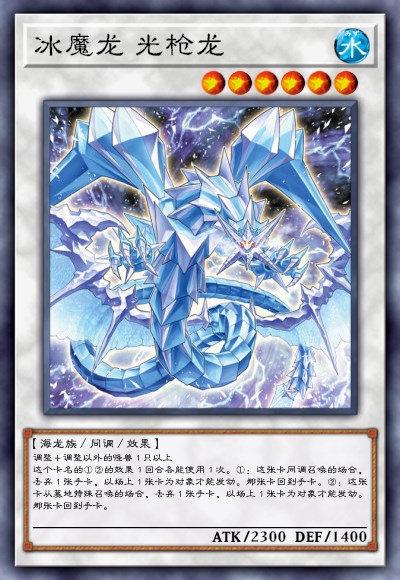 冰魔龙 光枪龙
みず
水
【海龙族／同调／效果】
调整＋调整以外的怪兽1只以上
这个卡名的①②的效果1回合各能使用1次。①：这张卡同调召唤的场合，
丢弃1张手卡，以场上1张卡为对象才能发动。那张卡回到手卡。②：这张
卡从墓地特殊召唤的场合，丢弃1张手卡，以场上1张卡为对象才能发动。
那张卡回到手卡。
ATK/2300 DEF/1400